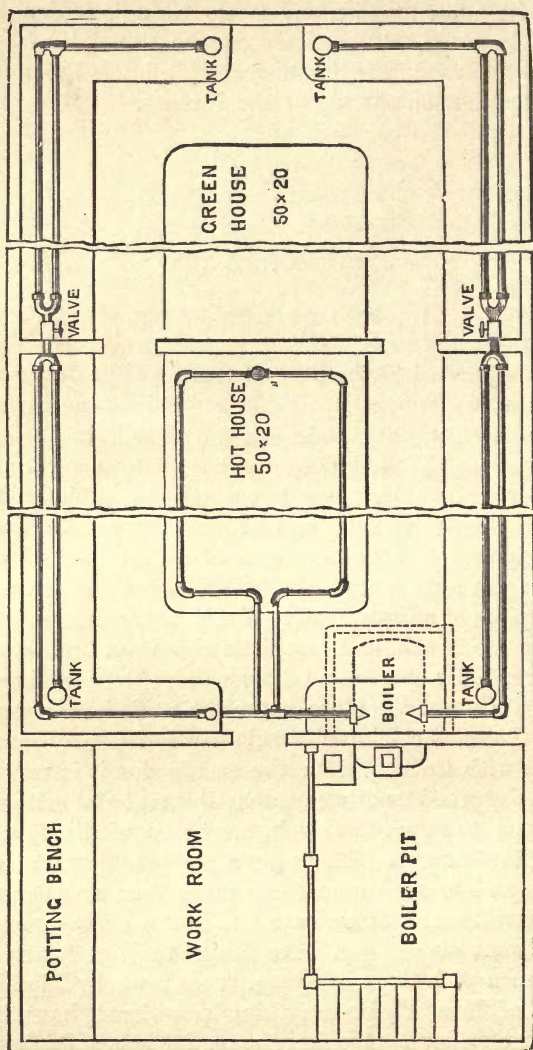 TANK
TANK
GREEN
HOUSE
50×20
VALVE
VALVE
HOT HOUSE
50×20
TANK
BOILER
TANK
POTTING BENCH
WORK ROOM
BOILER PIT